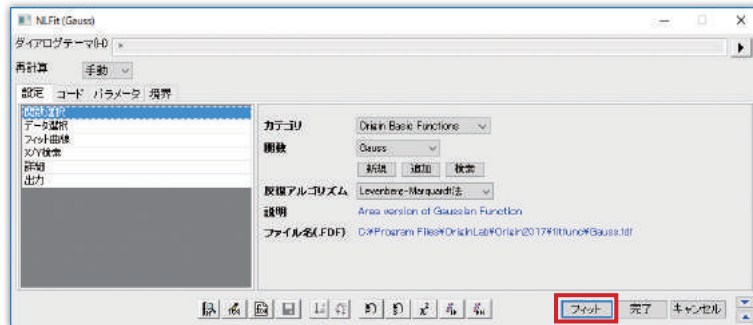 NLFit (Gauss)
ダイアログテーマ(H) *
再計算 手動
設定 コード パラメータ 境界
関数選択
データ選択
フィット曲線
X/Y検索
詳細
出力
カテゴリ Origin Basic Functions
関数 Gauss
新規 追加 検索
反復アルゴリズム Levenberg-Marquardt法
説明 Area version of Gaussian Function
ファイル名(.FDF) C:¥Program Files¥OriginLab¥Origin2017¥fitfunc¥Gauss.fdf
フィット 完了 キャンセル